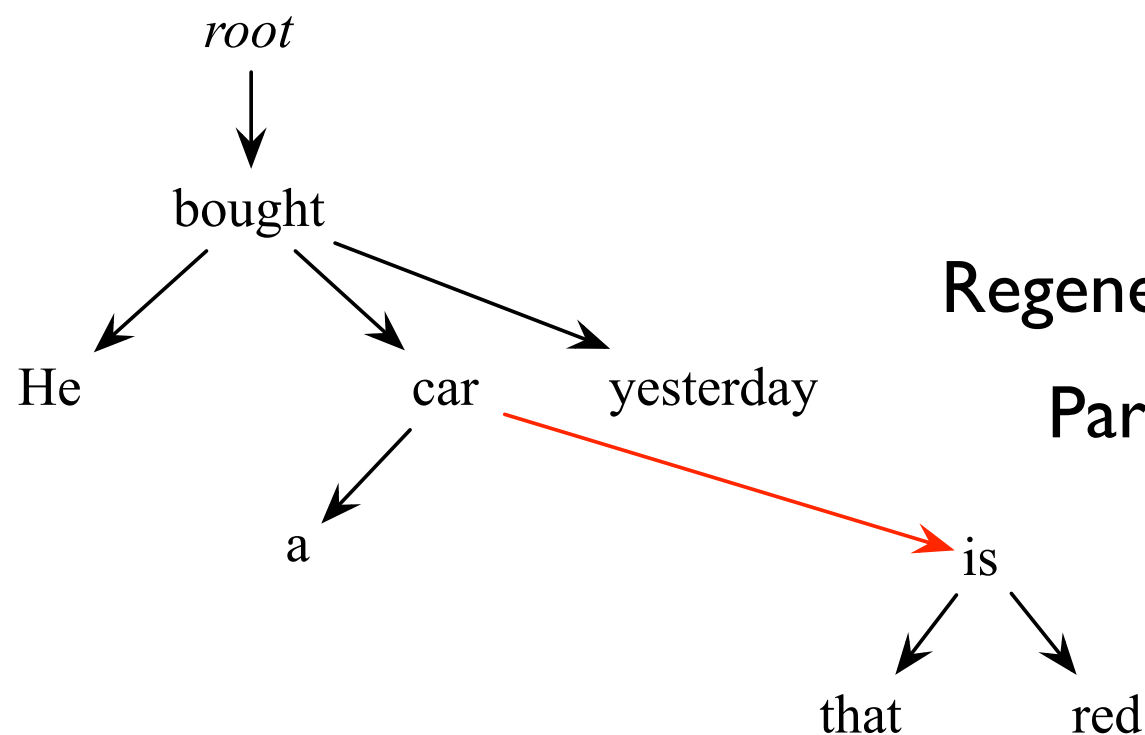 root
bought
Regene
He car yesterday
Par
a
is
that red